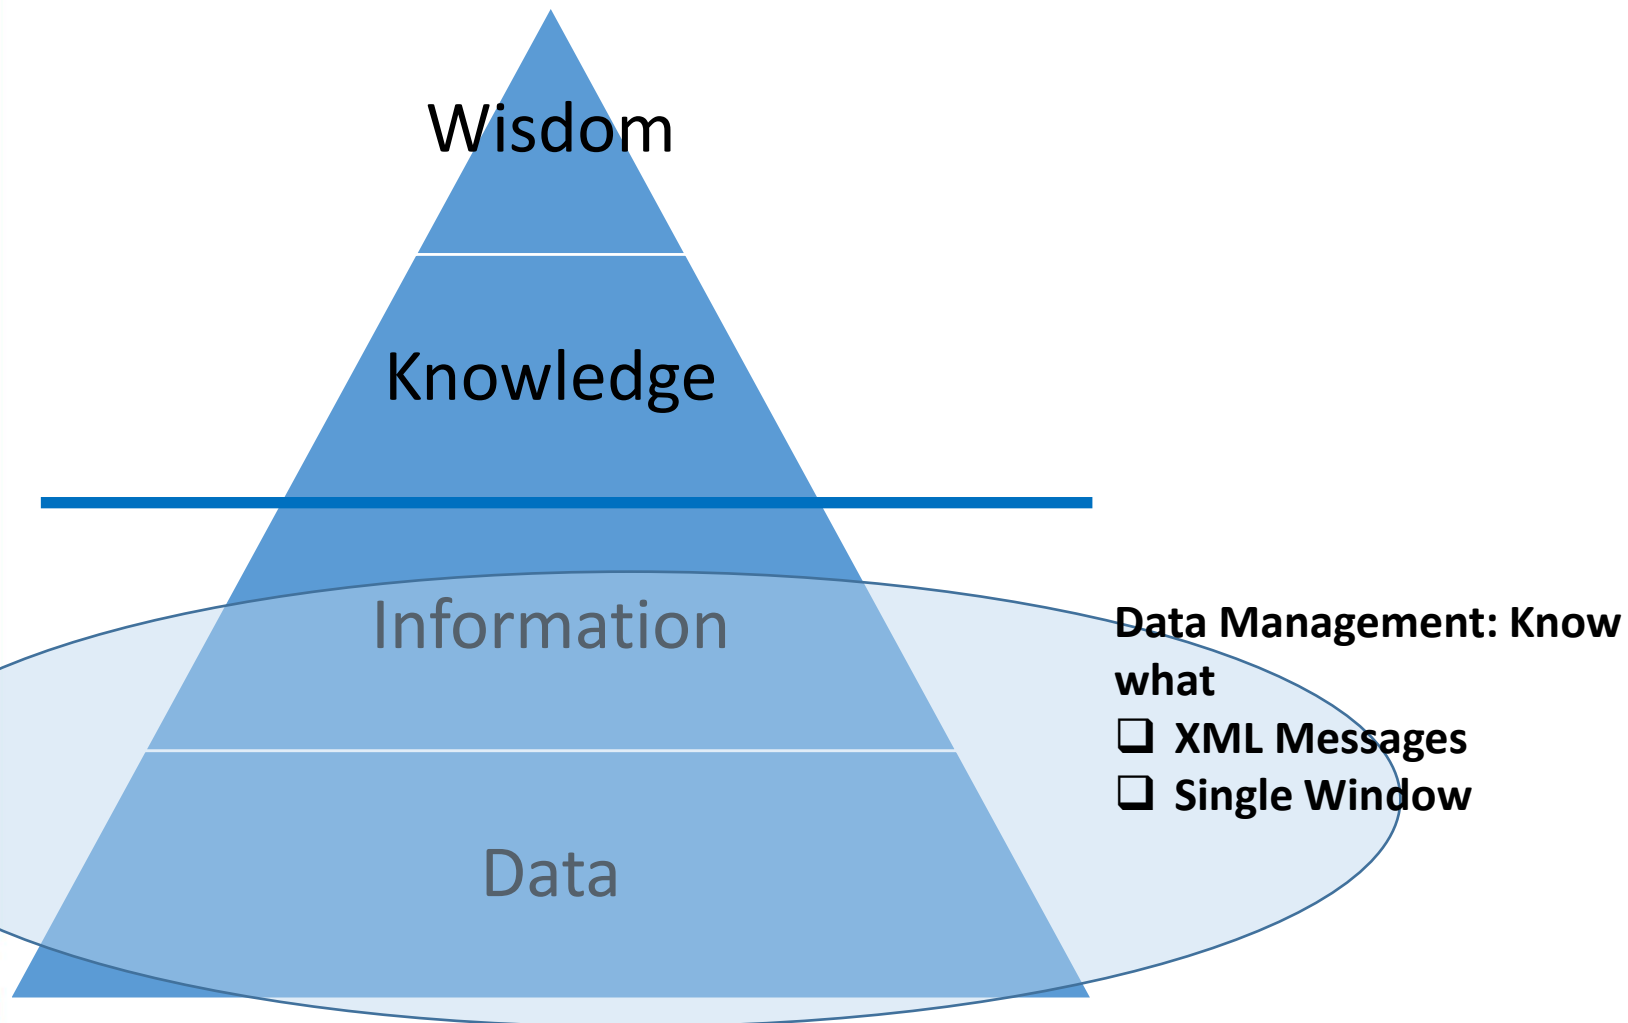 Wisdom
Knowledge
Information
Data
Data Management: Know
what
❑ XML Messages
❑ Single Window